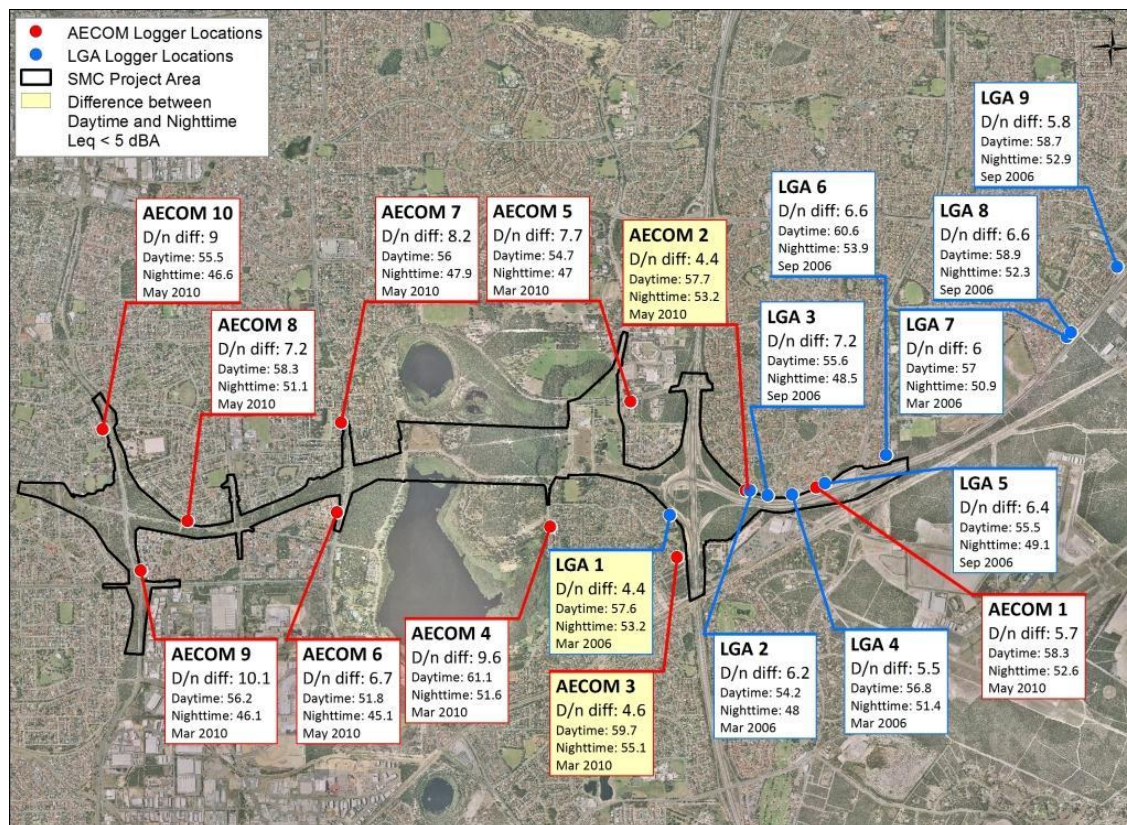 AECOM Logger Locations
LGA Logger Locations
SMC Project Area
Difference between
Daytime and Nighttime
Leq < 5 dBA
LGA 9
D/n diff: 5.8
Daytime: 58.7
Nighttime: 52.9
Sep 2006
LGA 6
D/n diff: 6.6
Daytime: 60.6
Nighttime: 53.9
Sep 2006
LGA 8
D/n diff: 6.6
Daytime: 58.9
Nighttime: 52.3
Sep 2006
AECOM 10
D/n diff: 9
Daytime: 55.5
Nighttime: 46.6
May 2010
AECOM 7
D/n diff: 8.2
Daytime: 56
Nighttime: 47.9
May 2010
AECOM 5
D/n diff: 7.7
Daytime: 54.7
Nighttime: 47
Mar 2010
AECOM 2
D/n diff: 4.4
Daytime: 57.7
Nighttime: 53.2
May 2010
LGA 3
D/n diff: 7.2
Daytime: 55.6
Nighttime: 48.5
Sep 2006
LGA 7
D/n diff: 6
Daytime: 57
Nighttime: 50.9
Mar 2006
AECOM 8
D/n diff: 7.2
Daytime: 58.3
Nighttime: 51.1
May 2010
LGA 5
D/n diff: 6.4
Daytime: 55.5
Nighttime: 49.1
Sep 2006
LGA 1
D/n diff: 4.4
Daytime: 57.6
Nighttime: 53.2
Mar 2006
AECOM 1
D/n diff: 5.7
Daytime: 58.3
Nighttime: 52.6
May 2010
AECOM 9
D/n diff: 10.1
Daytime: 56.2
Nighttime: 46.1
Mar 2010
AECOM 6
D/n diff: 6.7
Daytime: 51.8
Nighttime: 45.1
May 2010
AECOM 4
D/n diff: 9.6
Daytime: 61.1
Nighttime: 51.6
Mar 2010
AECOM 3
D/n diff: 4.6
Daytime: 59.7
Nighttime: 55.1
Mar 2010
LGA 2
D/n diff: 6.2
Daytime: 54.2
Nighttime: 48
Mar 2006
LGA 4
D/n diff: 5.5
Daytime: 56.8
Nighttime: 51.4
Mar 2006